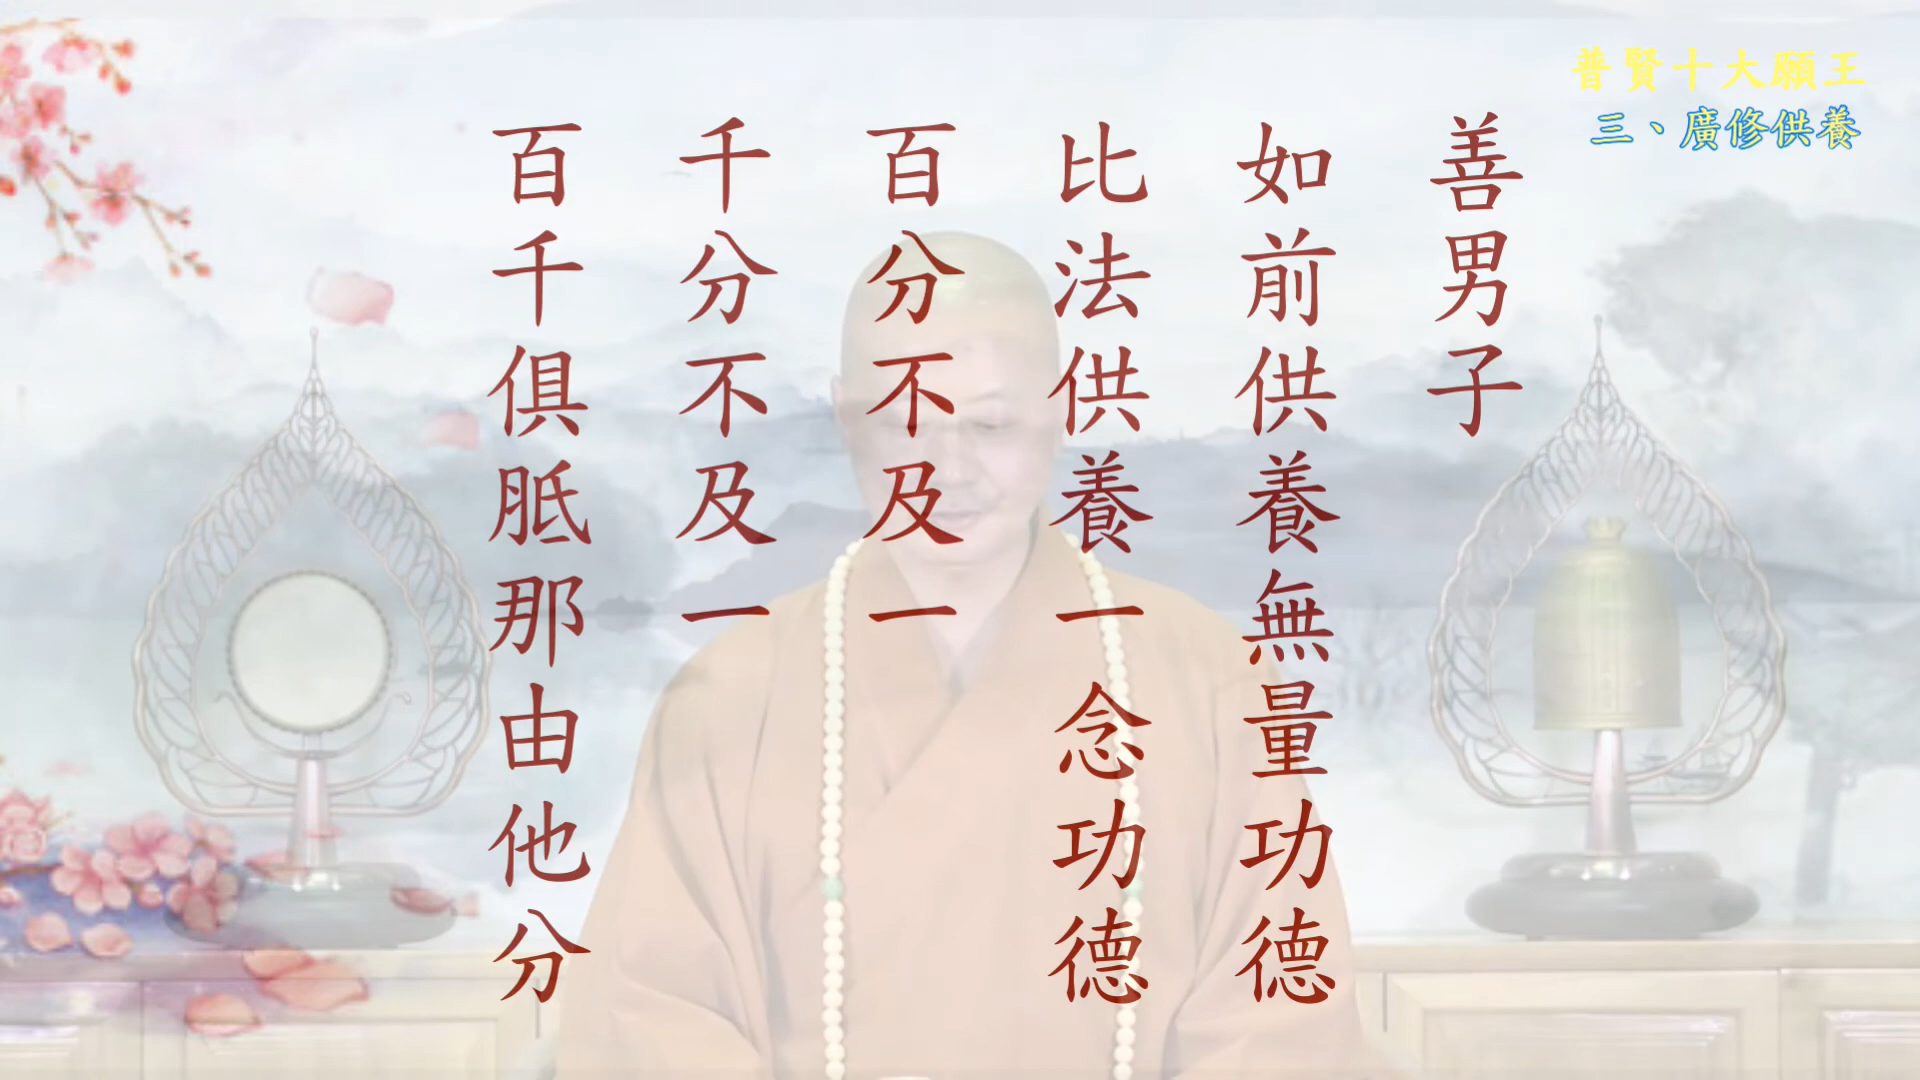 普賢十大願王
三、廣修供養
善男子
如前供養無量功德
比法供養一念功德
百分不及一
千分不及一
百千俱胝那由他分